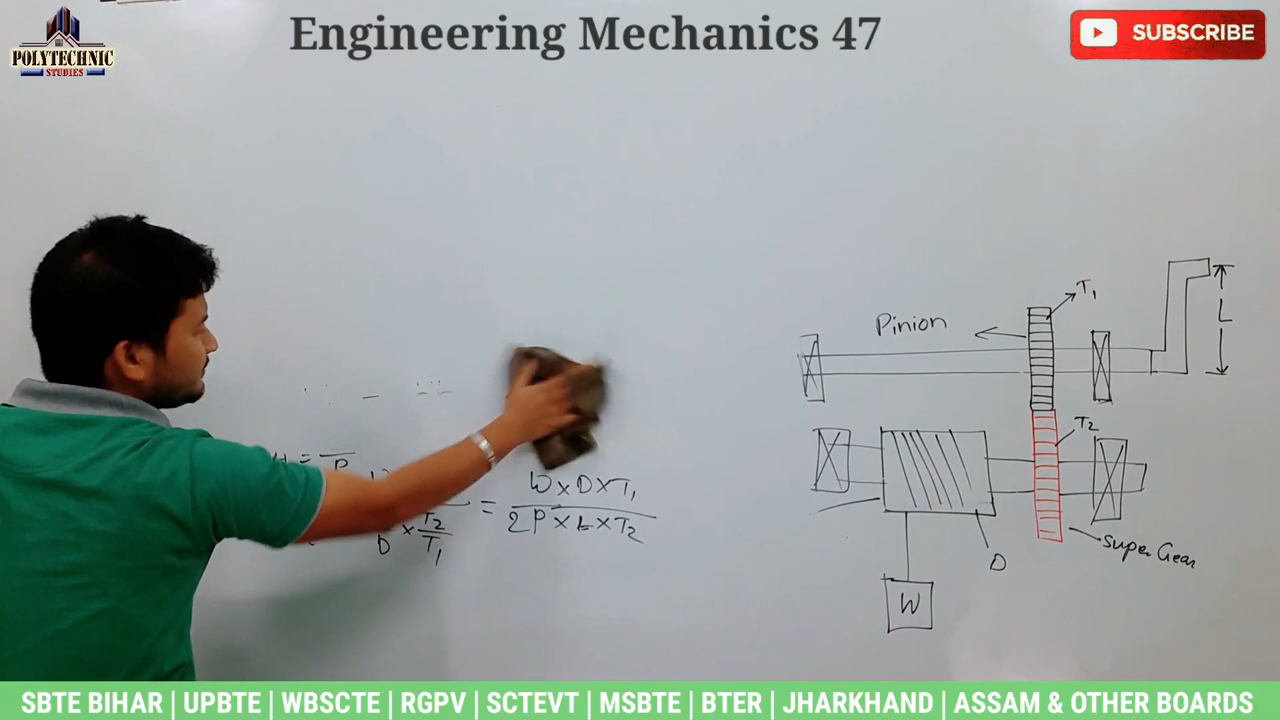 Engineering Mechanics 47
POLYTECHNIC
STUDIES
SUBSCRIBE
T₁
Pinion
L
T₂
= W×D×T₁
2P×L×T₂
D × T₂
T₁
D
Super Gear
W
SBTE BIHAR | UPBTE | WBSCTE | RGPV | SCTEVT | MSBTE | BTER | JHARKHAND | ASSAM & OTHER BOARDS